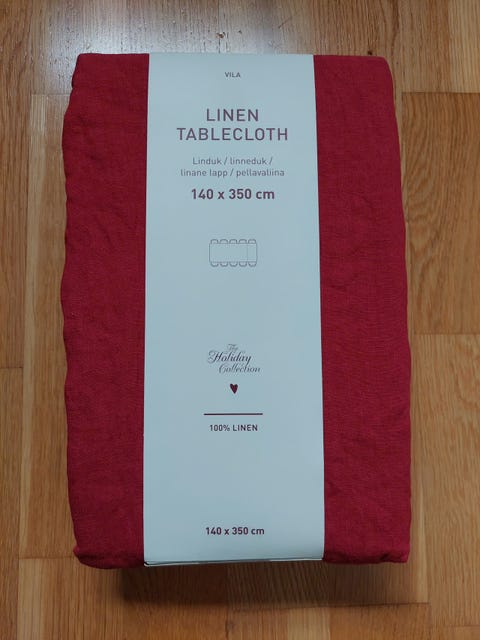 VILA
LINEN
TABLECLOTH
Linduk / linneduk /
linane lapp / pellavaliina
140 x 350 cm
The
Holiday
Collection
100% LINEN
140 x 350 cm